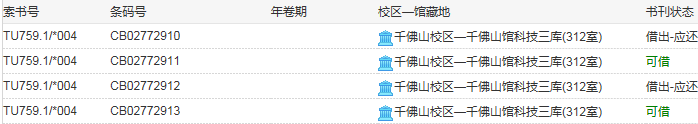 索书号 条码号 年卷期 校区—馆藏地 书刊状态
TU759.1/*004 CB02772910 千佛山校区—千佛山馆科技三库(312室) 借出-应还
TU759.1/*004 CB02772911 千佛山校区—千佛山馆科技三库(312室) 可借
TU759.1/*004 CB02772912 千佛山校区—千佛山馆科技三库(312室) 借出-应还
TU759.1/*004 CB02772913 千佛山校区—千佛山馆科技三库(312室) 可借